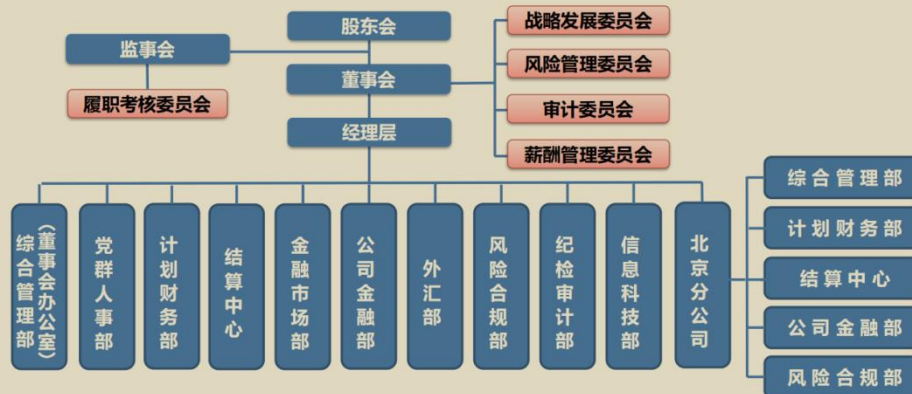 股东会
监事会
董事会
履职考核委员会
经理层
战略发展委员会
风险管理委员会
审计委员会
薪酬管理委员会
综合管理部
（董事会办公室）
党群人事部
计划财务部
结算中心
金融市场部
公司金融部
外汇部
风险合规部
纪检审计部
信息科技部
北京分公司
综合管理部
计划财务部
结算中心
公司金融部
风险合规部